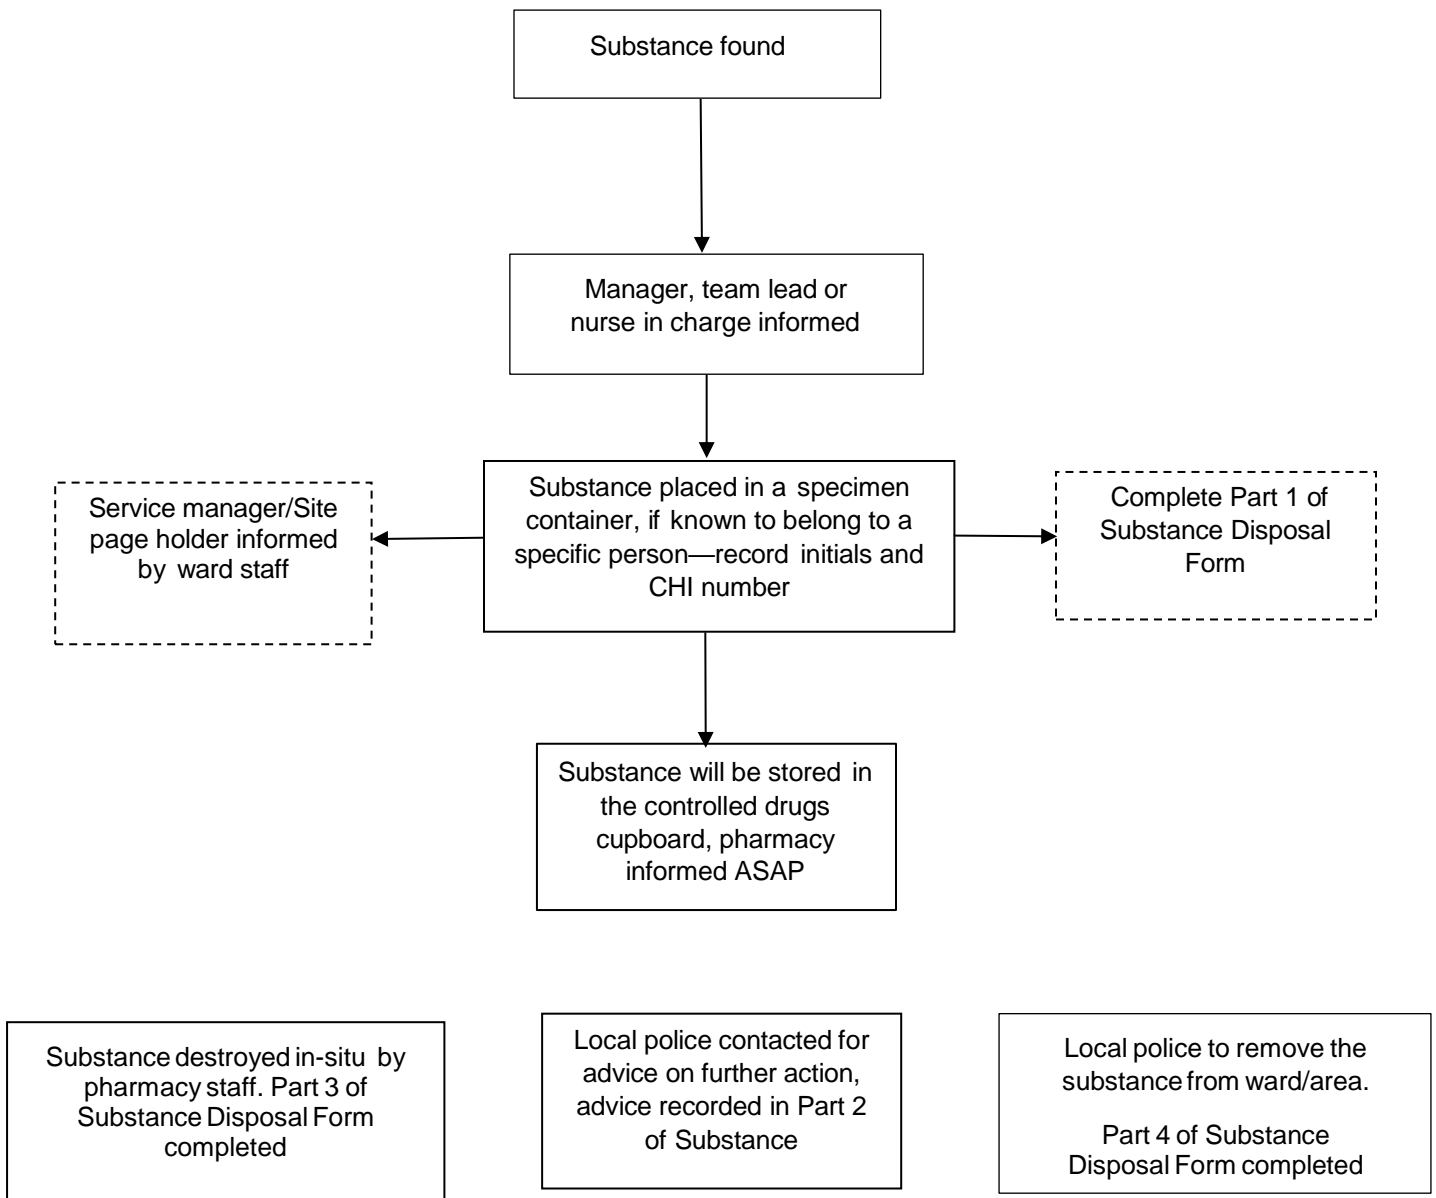 Substance found
Manager, team lead or
nurse in charge informed
Service manager/Site
page holder informed
by ward staff
Substance placed in a specimen
container, if known to belong to a
specific person—record initials and
CHI number
Complete Part 1 of
Substance Disposal
Form
Substance will be stored in
the controlled drugs
cupboard, pharmacy
informed ASAP
Substance destroyed in-situ by
pharmacy staff. Part 3 of
Substance Disposal Form
completed
Local police contacted for
advice on further action,
advice recorded in Part 2
of Substance
Local police to remove the
substance from ward/area.
Part 4 of Substance
Disposal Form completed